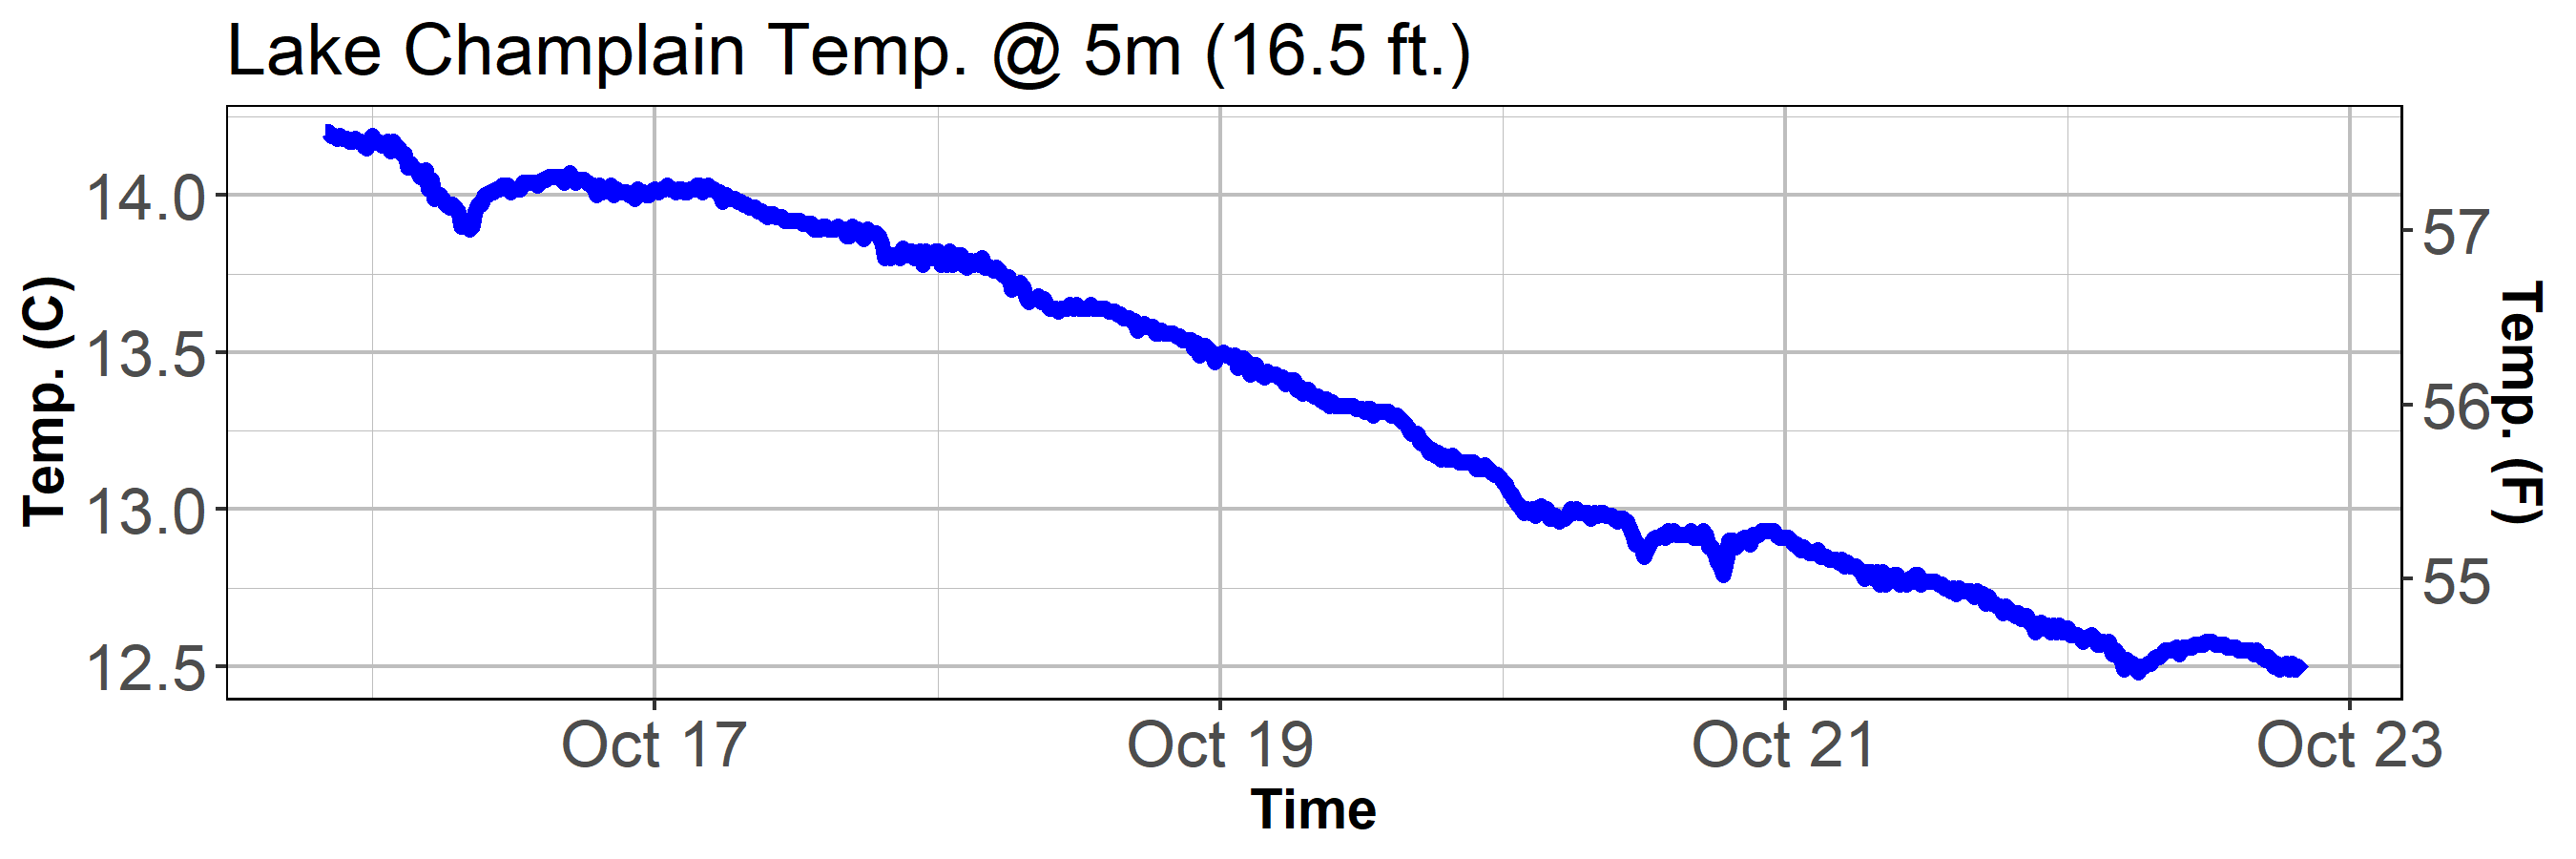 Lake Champlain Temp. @ 5m (16.5 ft.)
Temp. (C)
14.0
13.5
13.0
12.5
57
56
55
Temp. (F)
Oct 17 Oct 19 Oct 21 Oct 23
Time